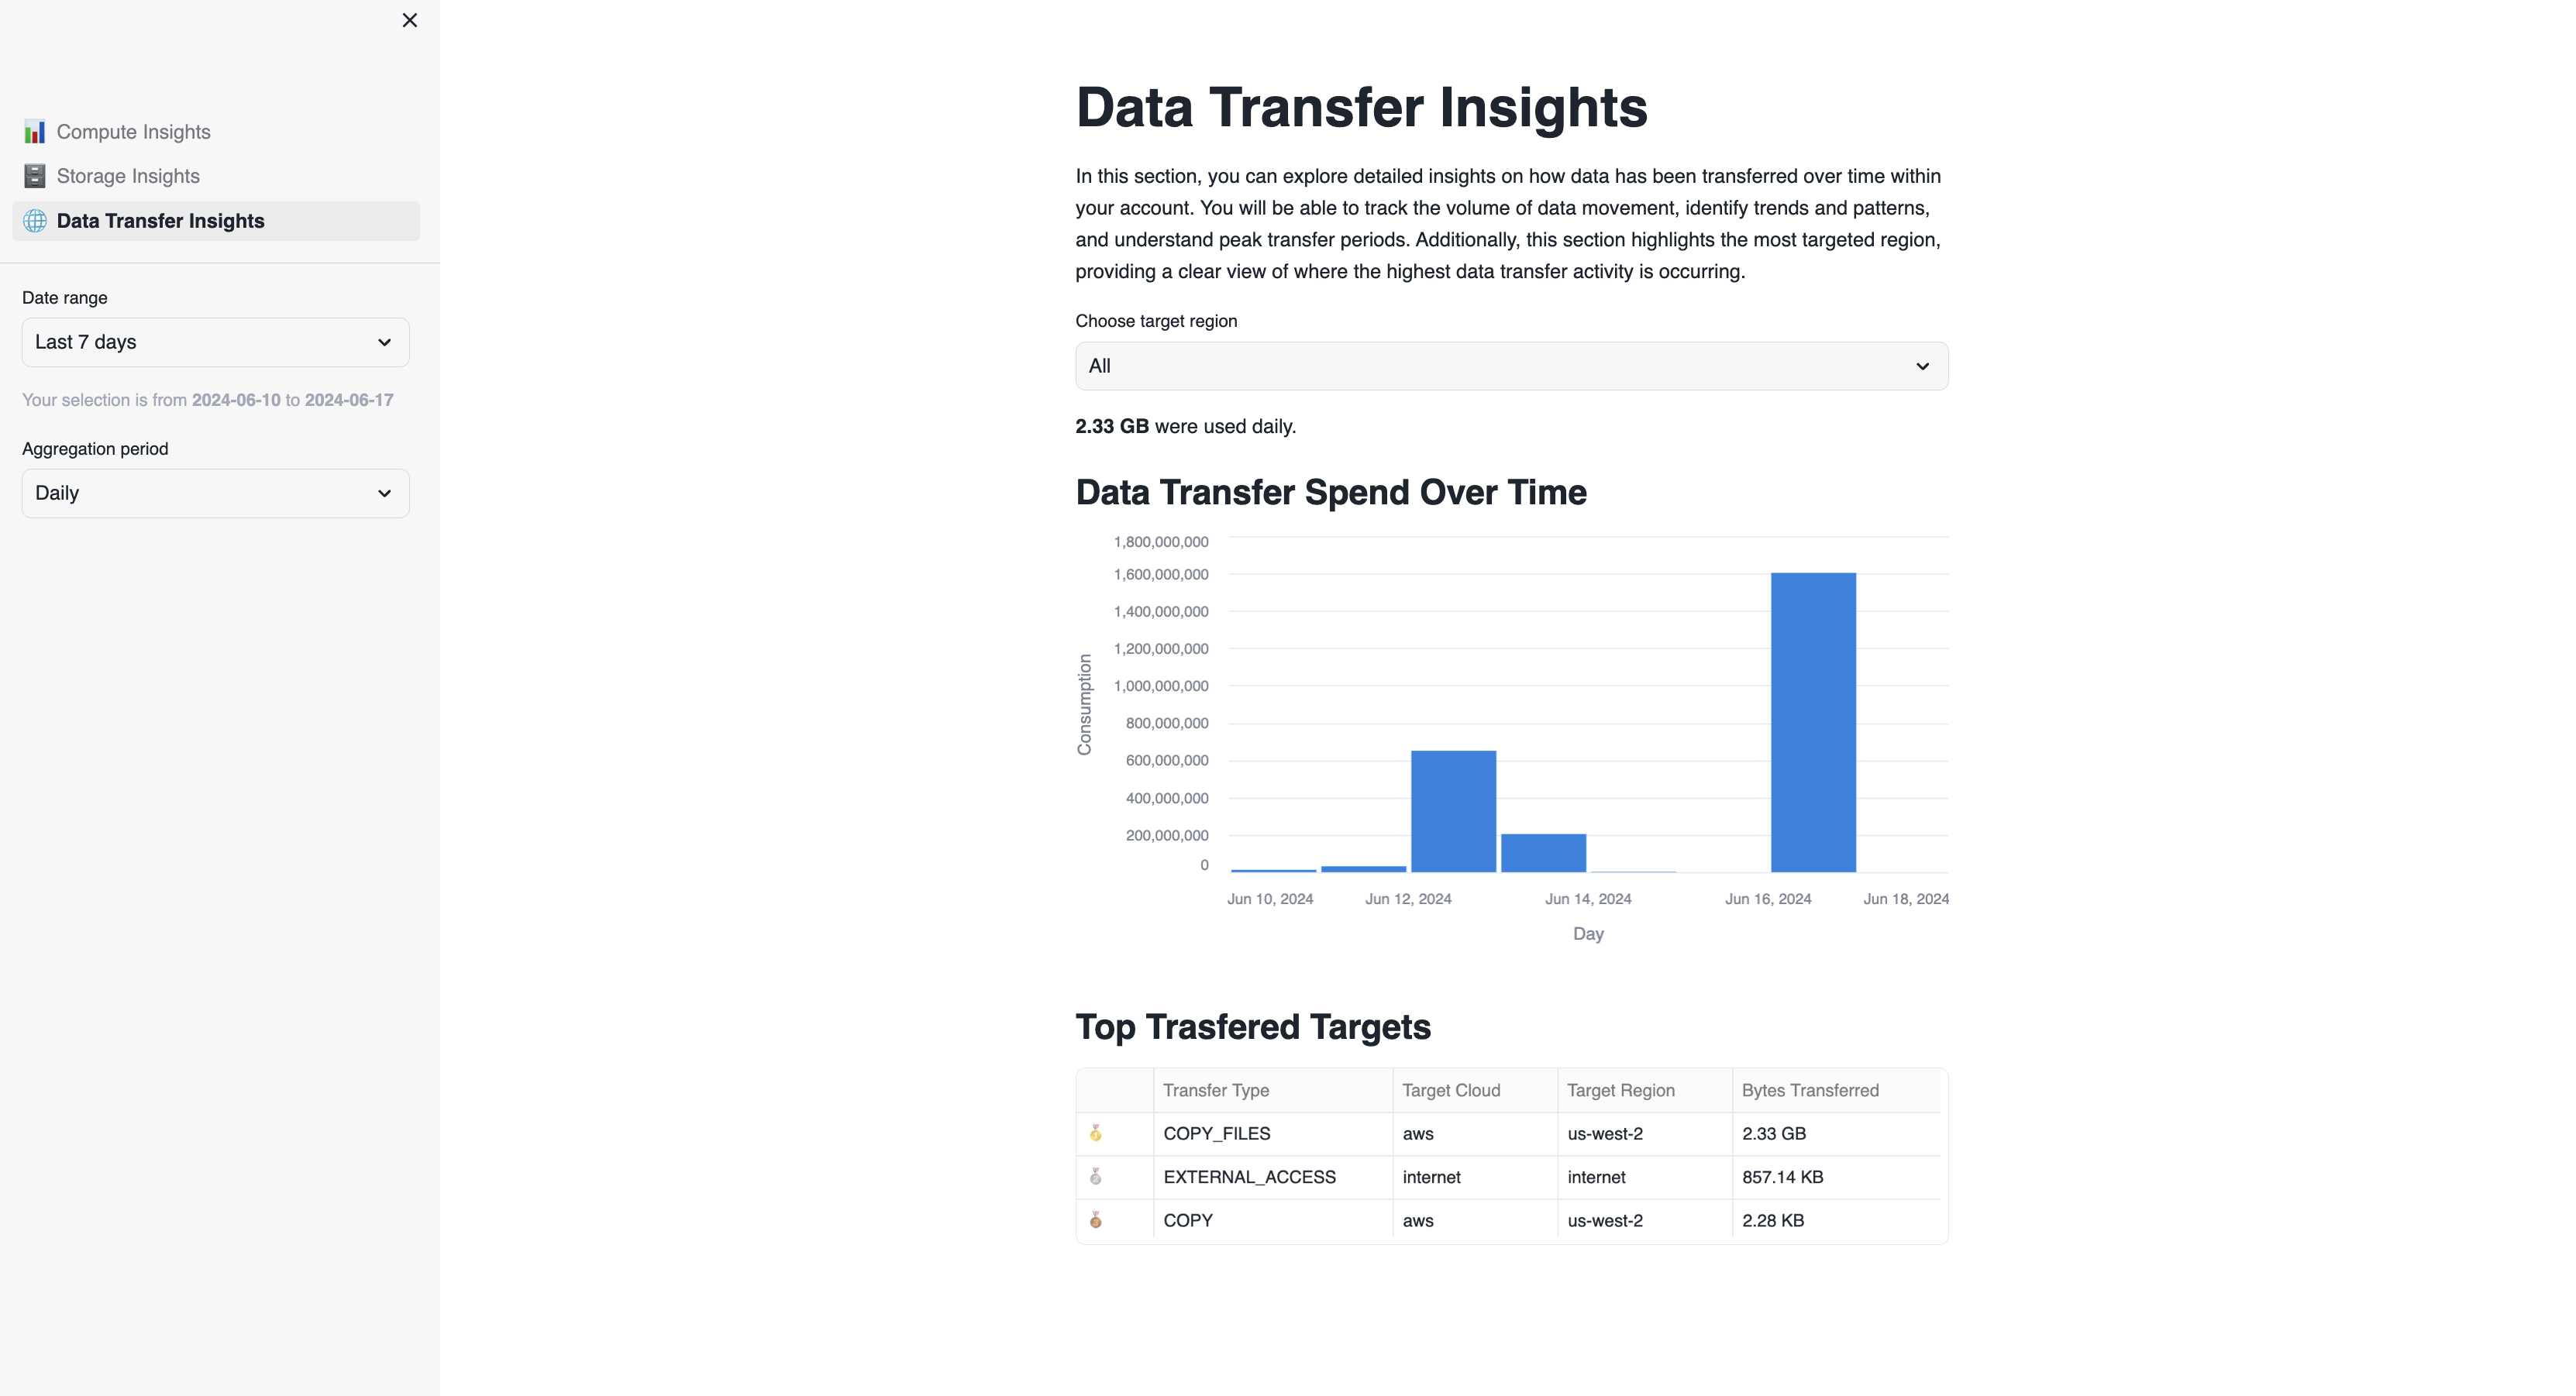 Compute Insights
Storage Insights
Data Transfer Insights
Date range
Last 7 days
Your selection is from 2024-06-10 to 2024-06-17
Aggregation period
Daily
Data Transfer Insights
In this section, you can explore detailed insights on how data has been transferred over time within
your account. You will be able to track the volume of data movement, identify trends and patterns,
and understand peak transfer periods. Additionally, this section highlights the most targeted region,
providing a clear view of where the highest data transfer activity is occurring.
Choose target region
All
2.33 GB were used daily.
Data Transfer Spend Over Time
1,800,000,000
1,600,000,000
1,400,000,000
1,200,000,000
1,000,000,000
800,000,000
600,000,000
400,000,000
200,000,000
0
Consumption
Jun 10, 2024 Jun 12, 2024 Jun 14, 2024 Jun 16, 2024 Jun 18, 2024
Day
Top Trasfered Targets
Transfer Type Target Cloud Target Region Bytes Transferred
COPY_FILES aws us-west-2 2.33 GB
EXTERNAL_ACCESS internet internet 857.14 KB
COPY aws us-west-2 2.28 KB